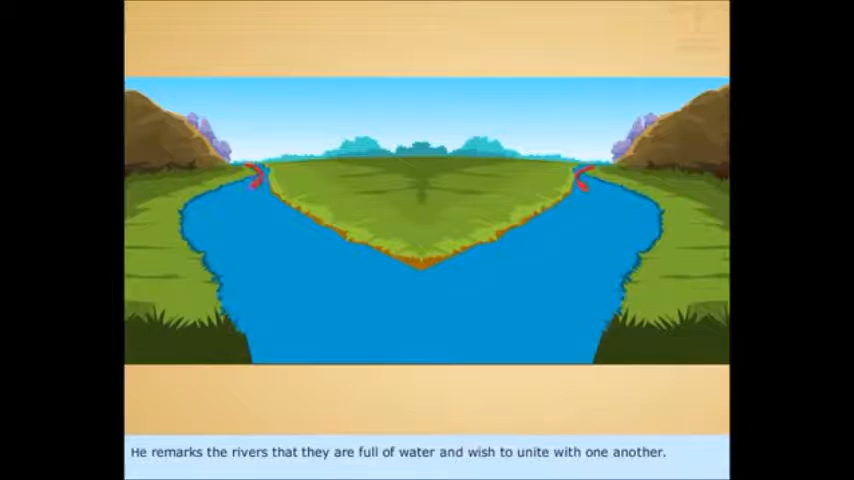 He remarks the rivers that they are full of water and wish to unite with one another.